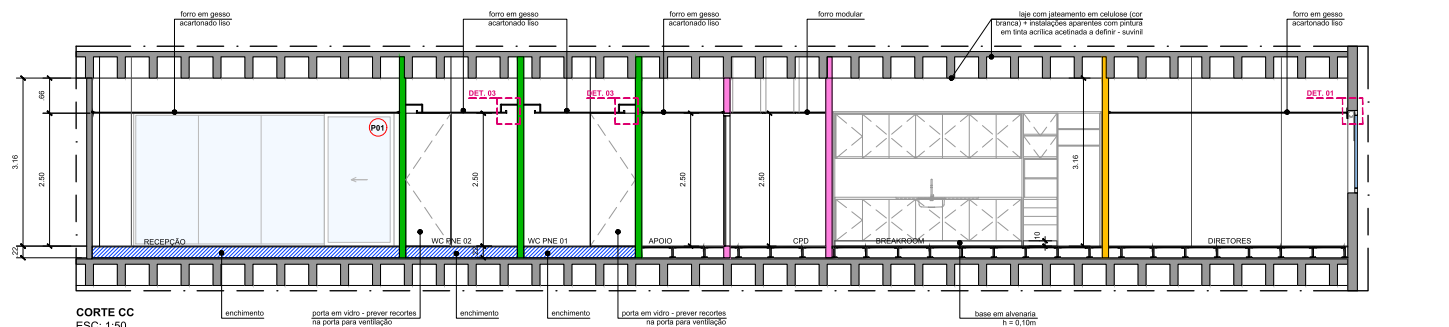 forro em gesso
acartonado liso
forro em gesso
acartonado liso
forro em gesso
acartonado liso
forro modular
laje com jateamento em celulose (cor
branca) + instalações aparentes com pintura
em tinta acrílica acetinada a definir - suvinil
forro em gesso
acartonado liso
.66
DET. 03
DET. 03
DET. 01
P01
3.16
2.50
2.50
2.50
2.50
3.16
.22
.22
.10
RECEPÇÃO
WC PNE 02
WC PNE 01
APOIO
CPD
BREAKROOM
DIRETORES
enchimento
porta em vidro - prever recortes
na porta para ventilação
enchimento
enchimento
porta em vidro - prever recortes
na porta para ventilação
base em alvenaria
h = 0,10m
CORTE CC
ESC: 1:50